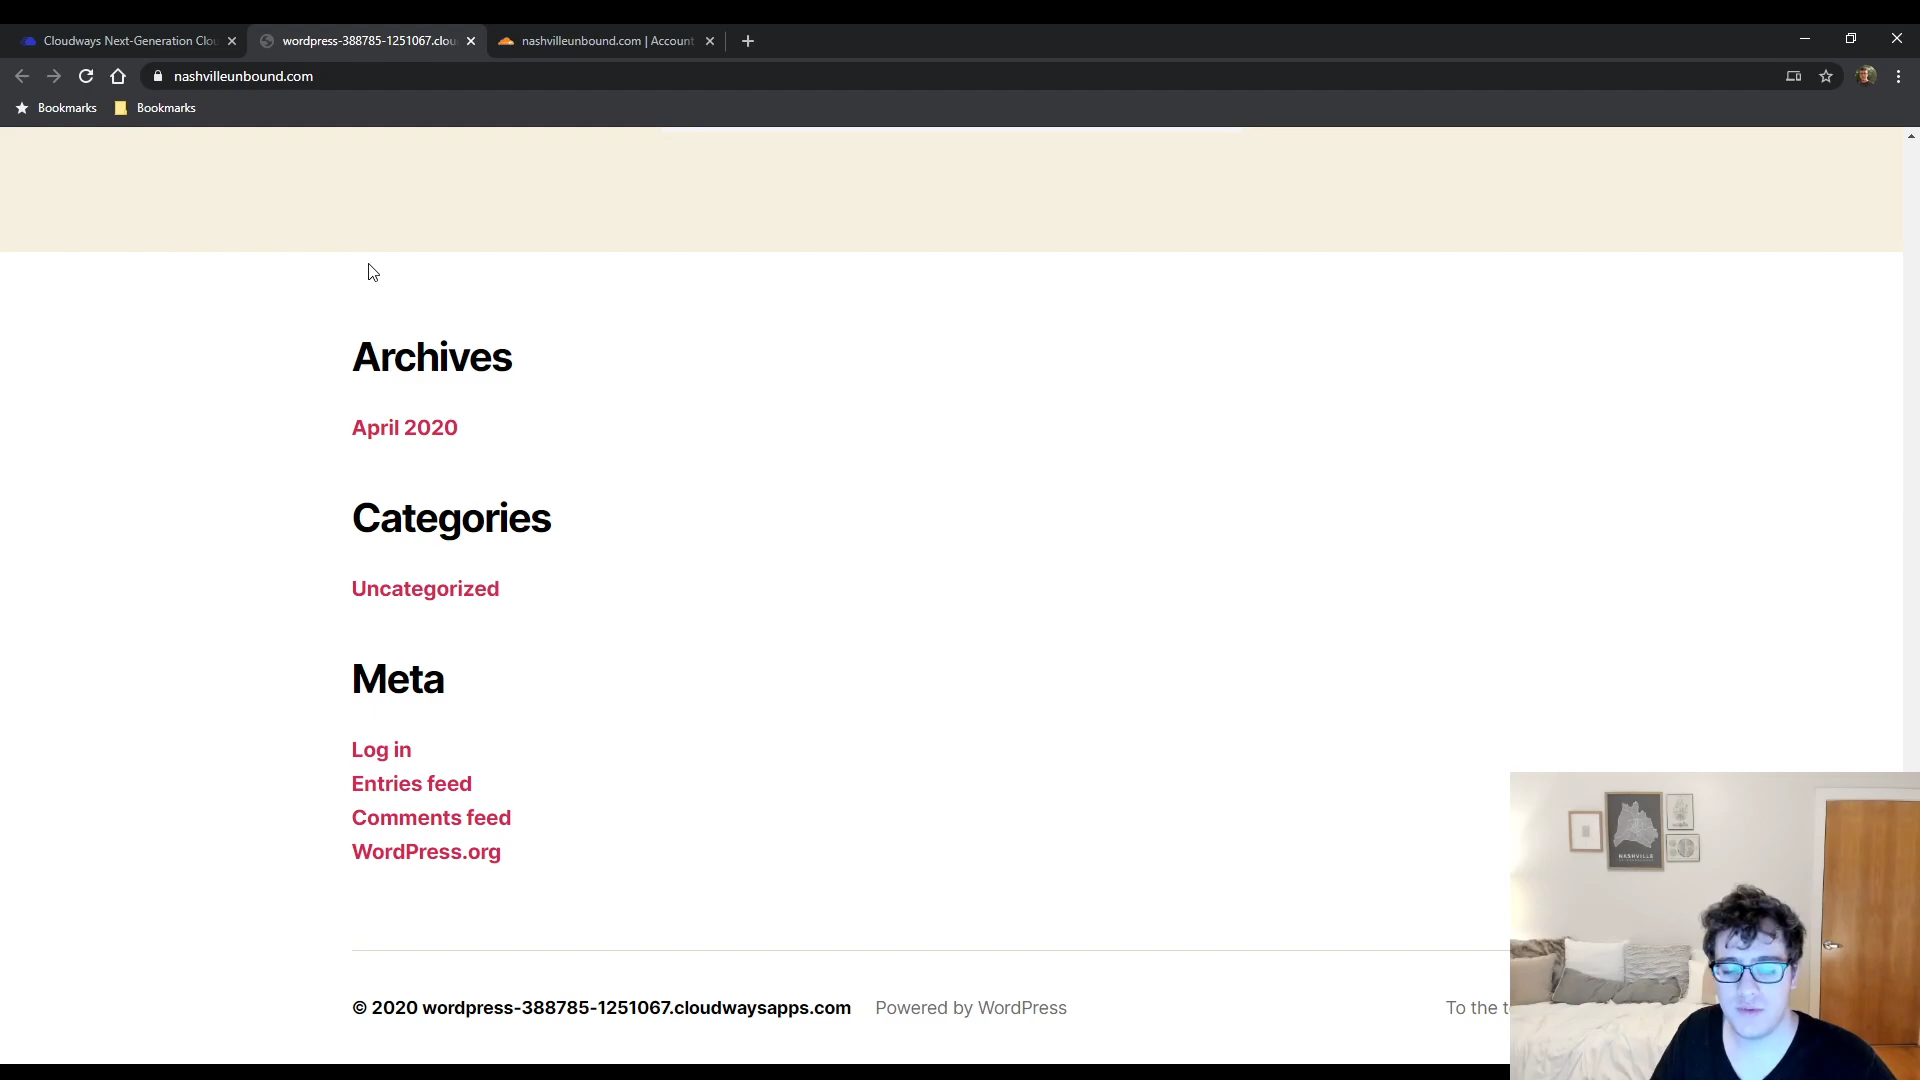 Cloudways Next-Generation Clo
wordpress-388785-1251067.clou
nashvilleunbound.com | Account
nashvilleunbound.com
Bookmarks
Bookmarks
Archives
April 2020
Categories
Uncategorized
Meta
Log in
Entries feed
Comments feed
WordPress.org
© 2020 wordpress-388785-1251067.cloudwaysapps.com
Powered by WordPress
To the
NASHVILLE